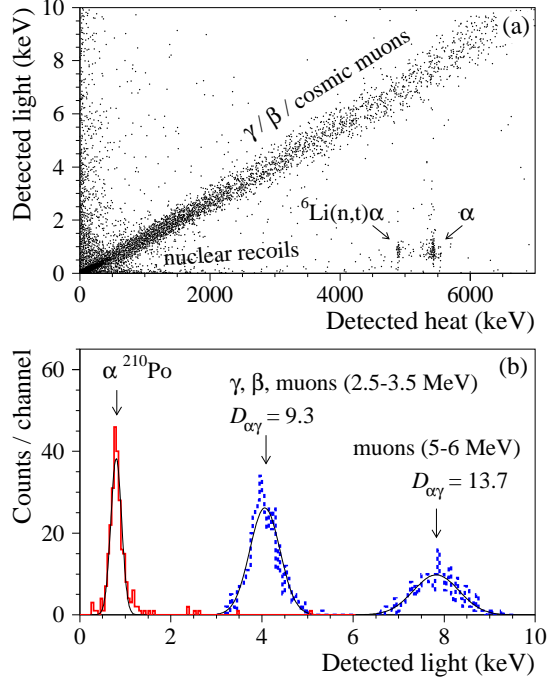 (a)
Detected light (keV)
10
8
6
4
2
0
γ / β / cosmic muons
⁶Li(n,t)α
α
nuclear recoils
0
2000
4000
6000
Detected heat (keV)
(b)
Counts / channel
60
40
20
0
α ²¹⁰Po
γ, β, muons (2.5-3.5 MeV)
D_αγ = 9.3
muons (5-6 MeV)
D_αγ = 13.7
0
2
4
6
8
10
Detected light (keV)